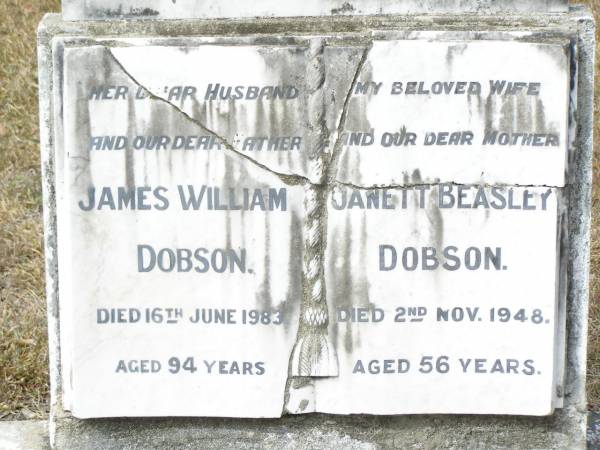 HER DEAR HUSBAND
AND OUR DEAR FATHER
JAMES WILLIAM
DOBSON.
DIED 16TH JUNE 1983
AGED 94 YEARS
MY BELOVED WIFE
AND OUR DEAR MOTHER
JANETT BEASLEY
DOBSON.
DIED 2ND NOV. 1948.
AGED 56 YEARS.